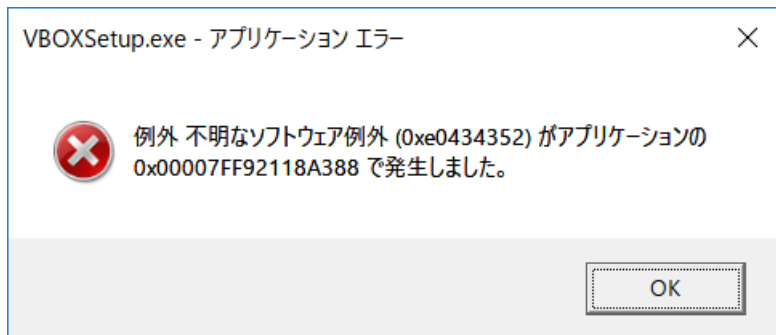 VBOXSetup.exe - アプリケーション エラー
例外 不明なソフトウェア例外 (0xe0434352) がアプリケーションの
0x00007FF92118A388 で発生しました。
OK